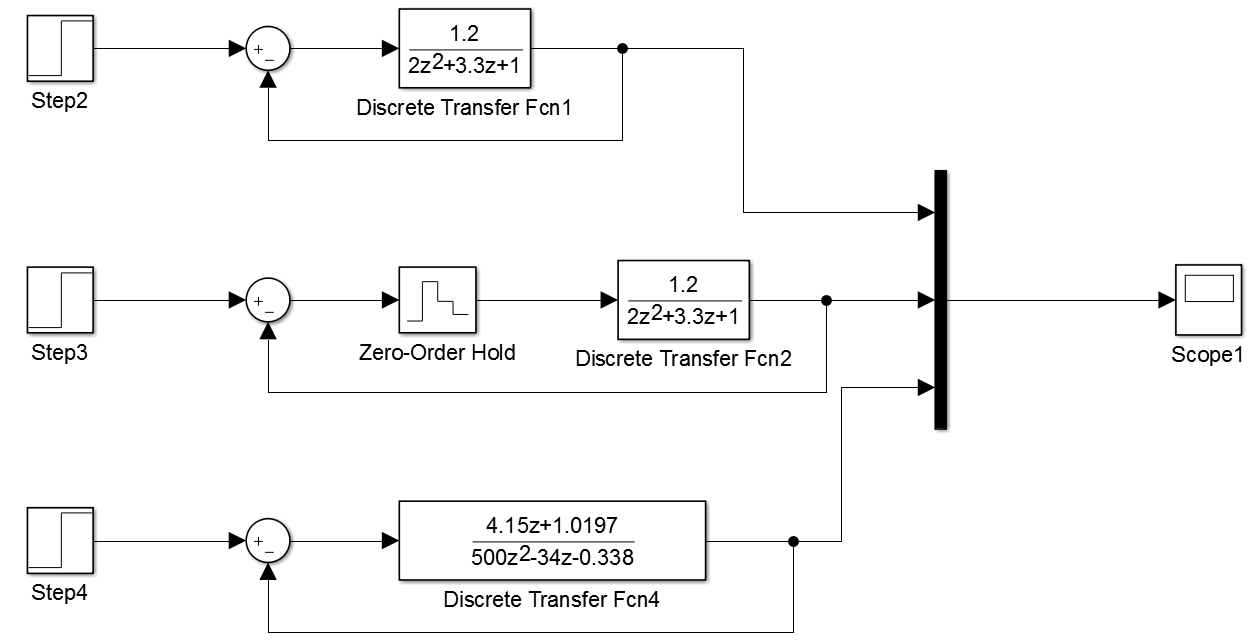 1.2
2z2+3.3z+1
Step2
Discrete Transfer Fcn1
1.2
2z2+3.3z+1
Step3
Zero-Order Hold
Discrete Transfer Fcn2
Scope1
4.15z+1.0197
500z2-34z-0.338
Step4
Discrete Transfer Fcn4